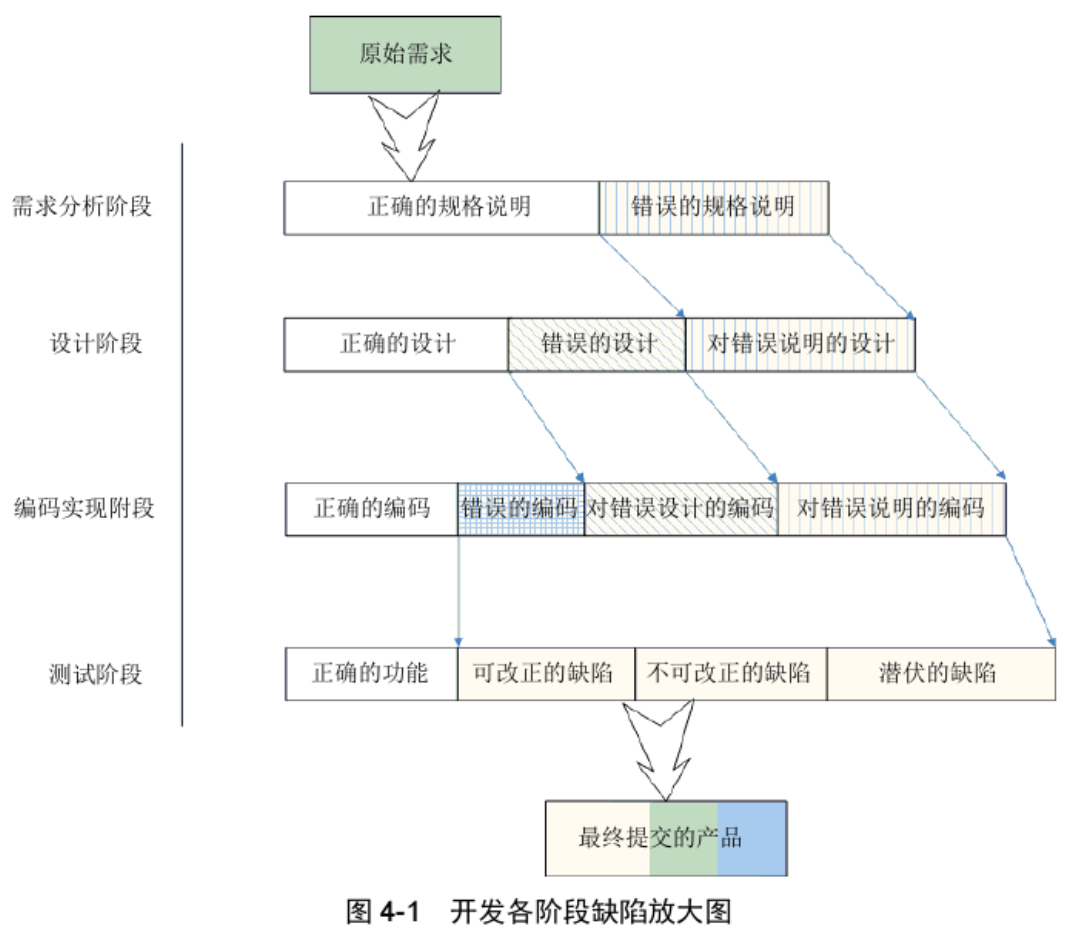 原始需求
需求分析阶段 正确的规格说明 错误的规格说明
设计阶段 正确的设计 错误的设计 对错误说明的设计
编码实现附段 正确的编码 错误的编码 对错误设计的编码 对错误说明的编码
测试阶段 正确的功能 可改正的缺陷 不可改正的缺陷 潜伏的缺陷
最终提交的产品
图 4-1 开发各阶段缺陷放大图